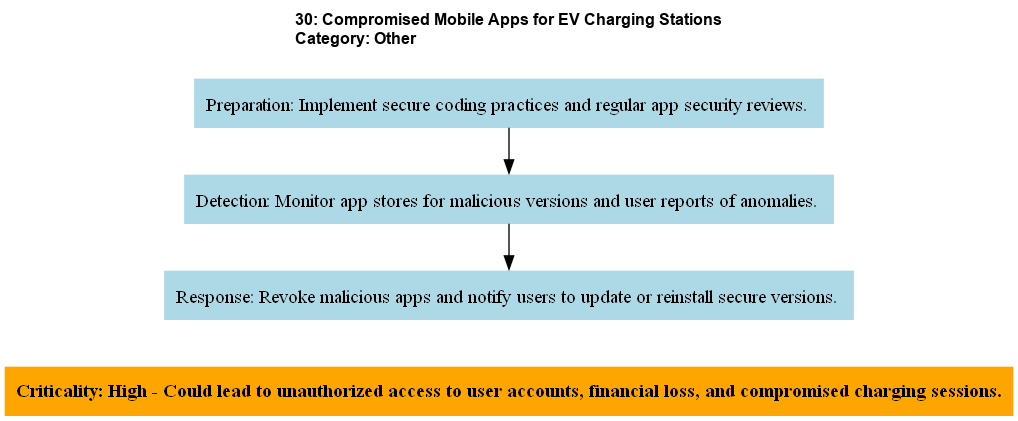 30: Compromised Mobile Apps for EV Charging Stations
Category: Other
Preparation: Implement secure coding practices and regular app security reviews.
Detection: Monitor app stores for malicious versions and user reports of anomalies.
Response: Revoke malicious apps and notify users to update or reinstall secure versions.
Criticality: High - Could lead to unauthorized access to user accounts, financial loss, and compromised charging sessions.